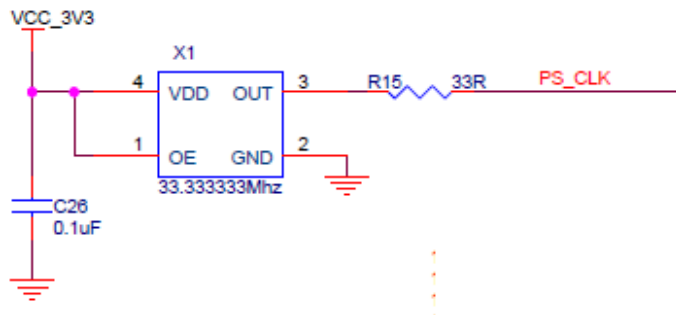 VCC_3V3
X1
4 VDD OUT 3 R15 33R PS_CLK
1 OE GND 2
33.333333Mhz
C26
0.1uF